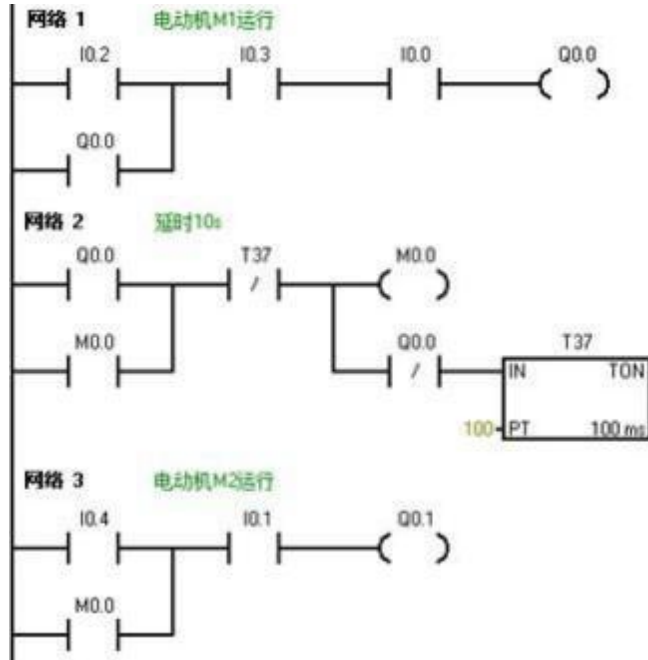 网络 1 电动机M1运行
I0.2 I0.3 I0.0 Q0.0
Q0.0
网络 2 延时10s
Q0.0 T37 M0.0
M0.0 Q0.0 T37
IN TON
100 PT 100 ms
网络 3 电动机M2运行
I0.4 I0.1 Q0.1
M0.0